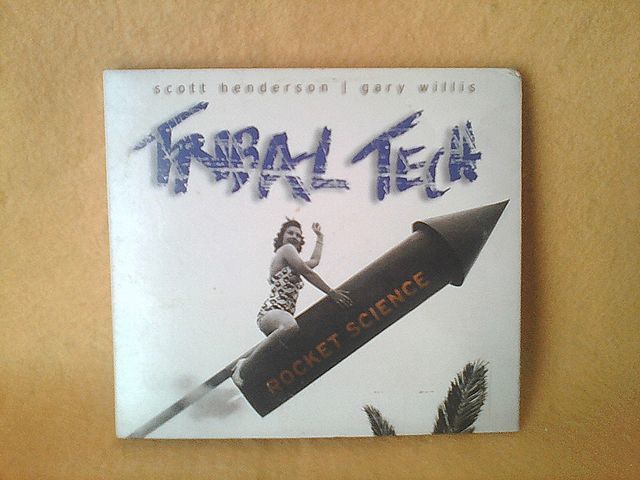 scott henderson | gary willis
TRIBAL TECH
ROCKET SCIENCE